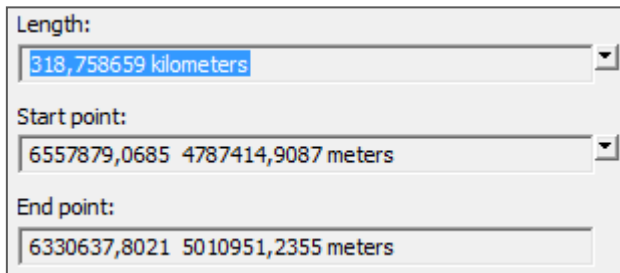 Length:
318,758659 kilometers
Start point:
6557879,0685 4787414,9087 meters
End point:
6330637,8021 5010951,2355 meters